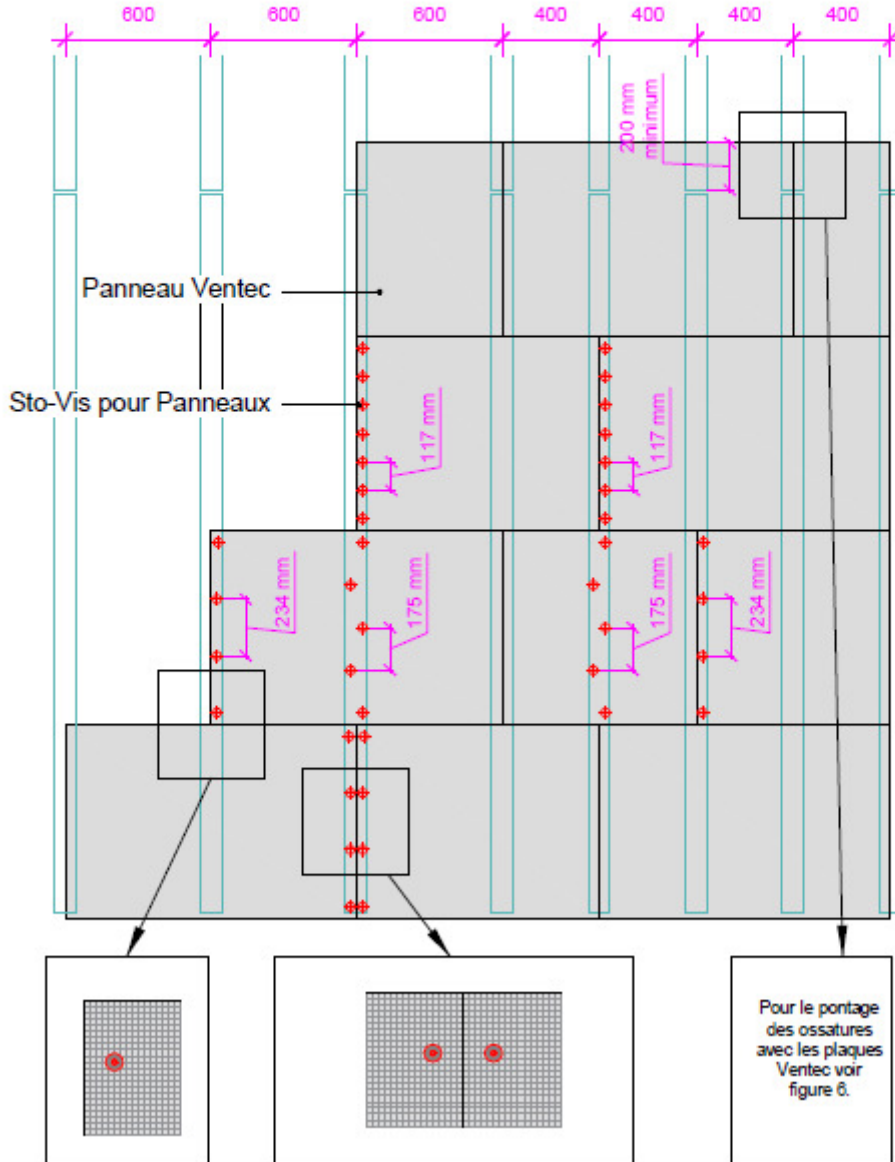 600 600 600 400 400 400 400
200 mm
minimum
Panneau Ventec
Sto-Vis pour Panneaux
117 mm
117 mm
234 mm
175 mm
175 mm
234 mm
Pour le pontage
des ossatures
avec les plaques
Ventec voir
figure 6.